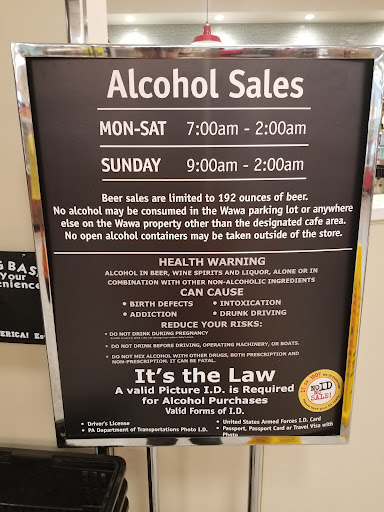 Alcohol Sales
MON-SAT 7:00am - 2:00am
SUNDAY 9:00am - 2:00am
Beer sales are limited to 192 ounces of beer.
No alcohol may be consumed in the Wawa parking lot or anywhere
else on the Wawa property other than the designated cafe area.
No open alcohol containers may be taken outside of the store.
HEALTH WARNING
ALCOHOL IN BEER, WINE SPIRITS AND LIQUOR, ALONE OR IN
COMBINATION WITH OTHER NON-ALCOHOLIC INGREDIENTS
CAN CAUSE
• BIRTH DEFECTS • INTOXICATION
• ADDICTION • DRUNK DRIVING
REDUCE YOUR RISKS:
• DO NOT DRINK DURING PREGNANCY
• DO NOT DRINK BEFORE DRIVING, OPERATING MACHINERY, OR BOATS.
• DO NOT MIX ALCOHOL WITH OTHER DRUGS, BOTH PRESCRIPTION AND
NON-PRESCRIPTION. IT CAN BE FATAL.
It's the Law
A valid Picture I.D. is Required
for Alcohol Purchases
Valid Forms of I.D.
• Driver's License
• PA Department of Transportations Photo I.D.
• United States Armed Forces I.D. Card
• Passport, Passport Card or Travel Visa with
Photo
NO ID
NO SALE!
BAS
your
nience
ERICA!